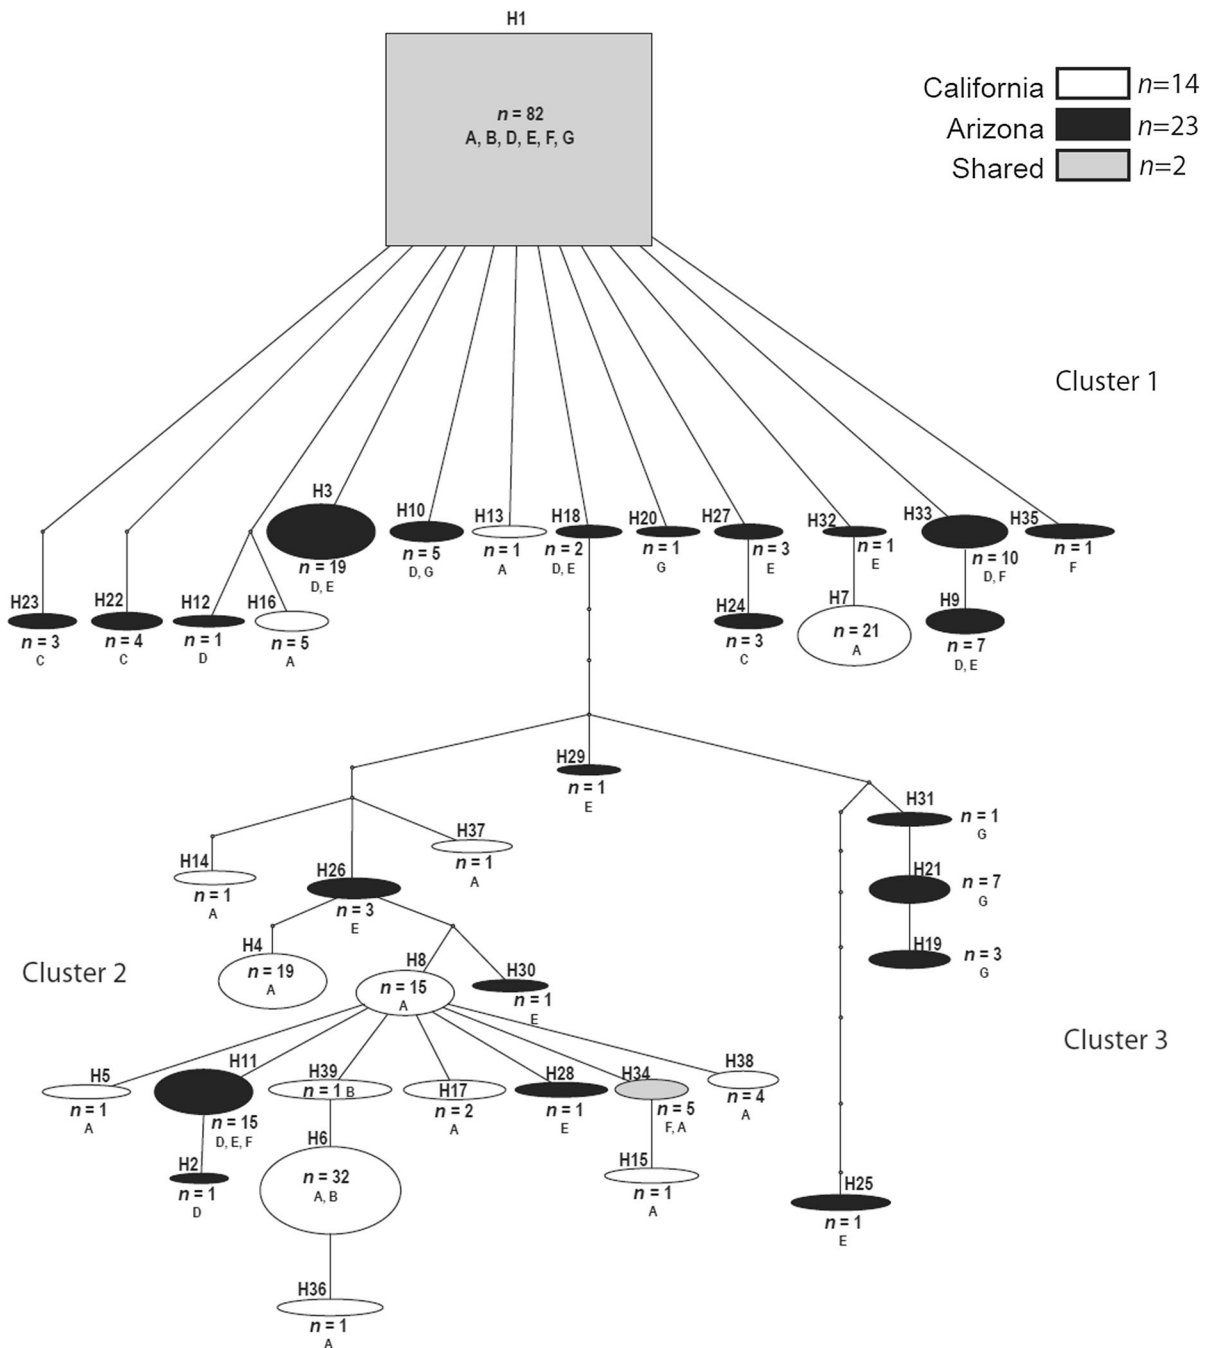 H1
n = 82
A, B, D, E, F, G
California n=14
Arizona n=23
Shared n=2
Cluster 1
H3
n = 19
D, E
H10
n = 5
D, G
H13
n = 1
A
H18
n = 2
D, E
H20
n = 1
G
H27
n = 3
E
H32
n = 1
E
H33
n = 10
D, F
H35
n = 1
F
H23
n = 3
C
H22
n = 4
C
H12
n = 1
D
H16
n = 5
A
H24
n = 3
C
H7
n = 21
A
H9
n = 7
D, E
H29
n = 1
E
H31
n = 1
G
H21
n = 7
G
H19
n = 3
G
H37
n = 1
A
H14
n = 1
A
H26
n = 3
E
Cluster 2
H4
n = 19
A
H8
n = 15
A
H30
n = 1
E
Cluster 3
H5
n = 1
A
H11
n = 15
D, E, F
H39
n = 1 B
H17
n = 2
A
H28
n = 1
E
H34
n = 5
F, A
H38
n = 4
A
H2
n = 1
D
H6
n = 32
A, B
H15
n = 1
A
H25
n = 1
E
H36
n = 1
A